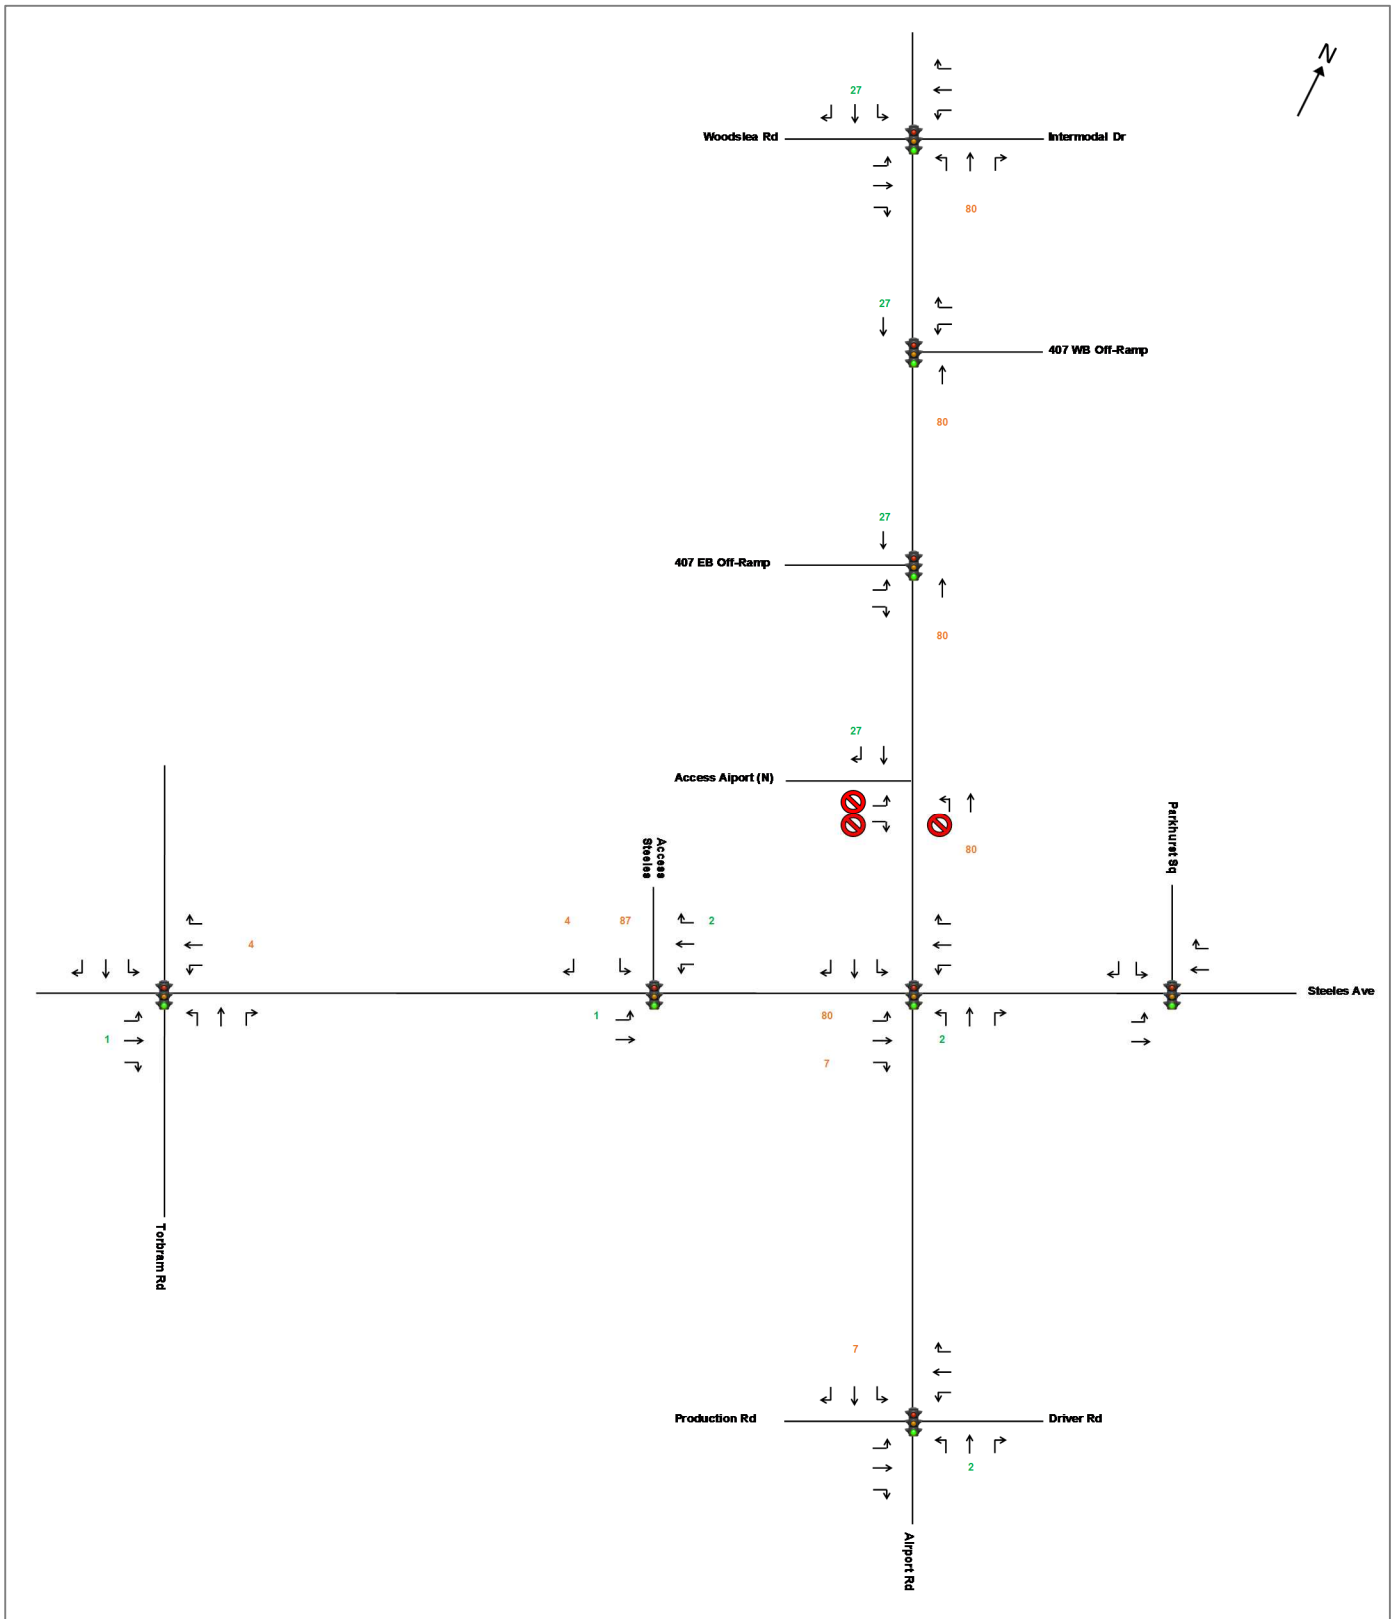 N
27
Woodslea Rd
Intermodal Dr
80
27
407 WB Off-Ramp
80
27
407 EB Off-Ramp
80
27
Access Aiport (N)
80
Parkhurst Sq
Access
Steeles
4
4
87
2
Steeles Ave
1
80
1
2
7
Torbram Rd
7
Production Rd
Driver Rd
2
Airport Rd